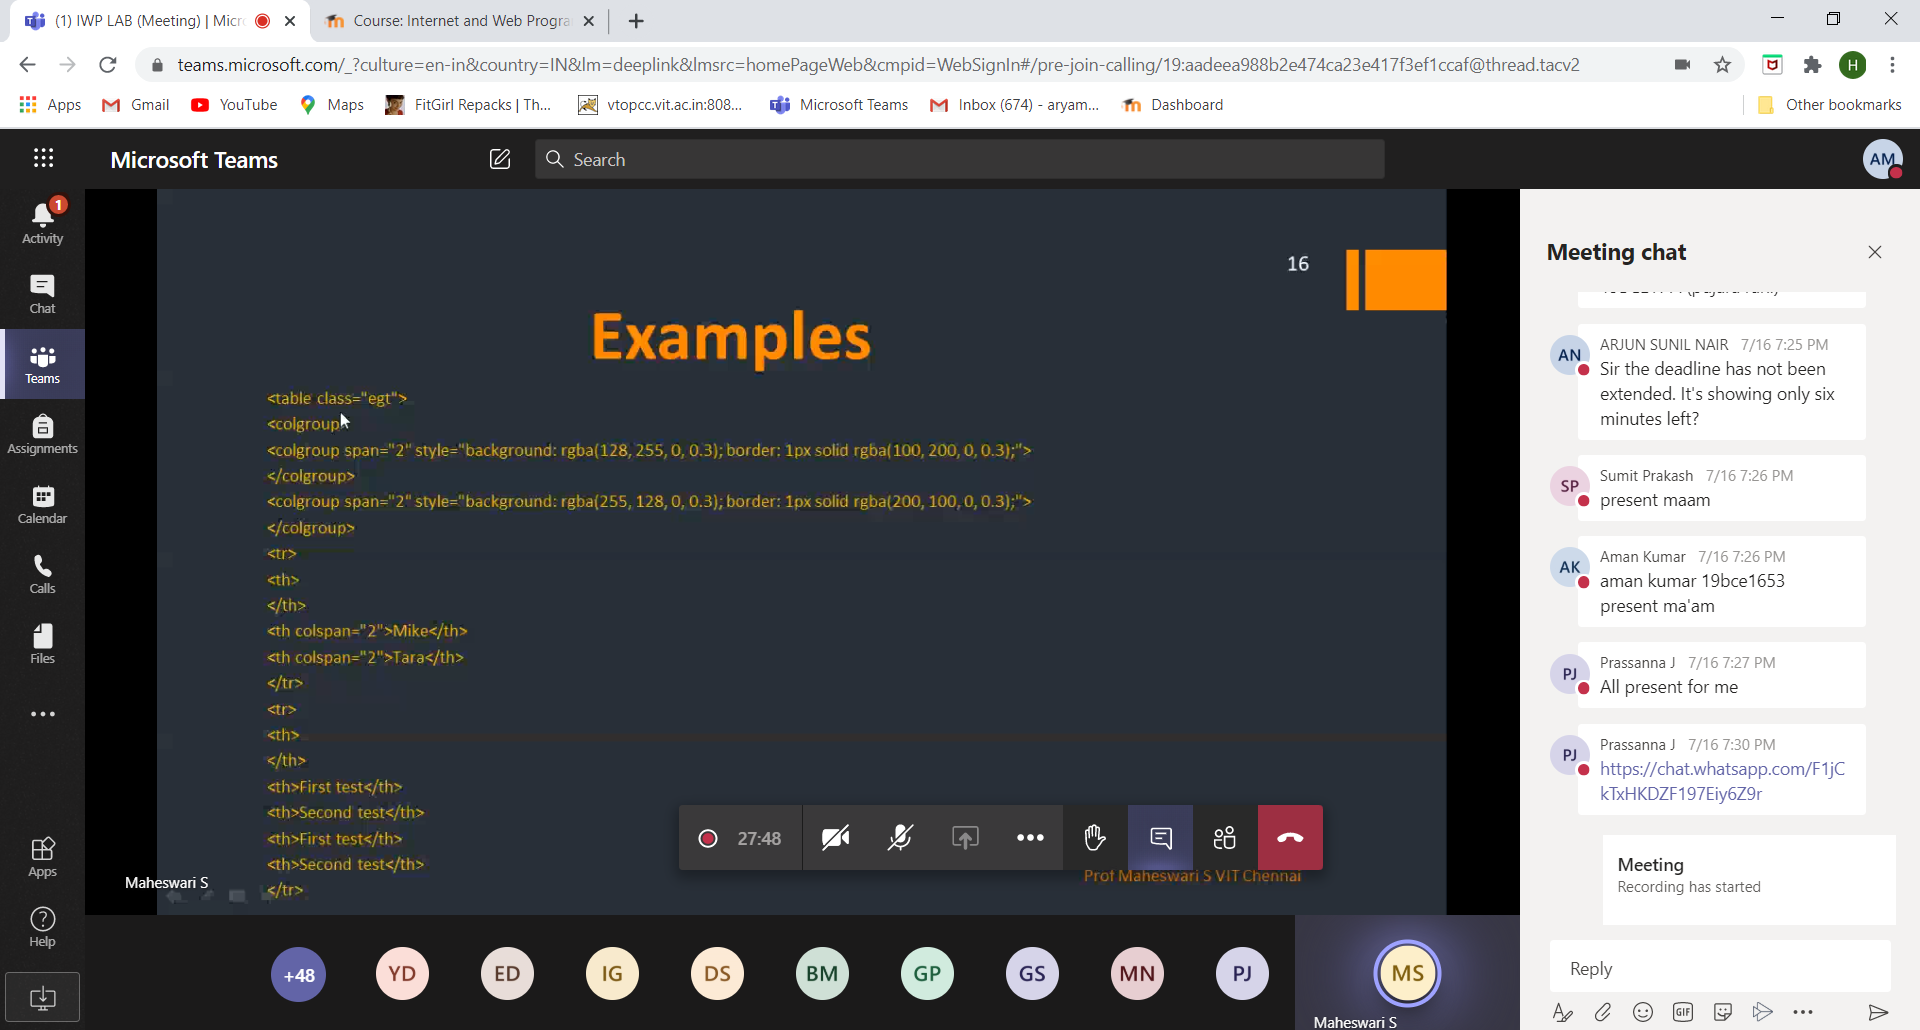 (1) IWP LAB (Meeting) | Micr
Course: Internet and Web Progra
teams.microsoft.com/_?culture=en-in&country=IN&lm=deeplink&lmsrc=homePageWeb&cmpid=WebSignIn#/pre-join-calling/19:aadeea988b2e474ca23e417f3ef1ccaf@thread.tacv2
H
Apps
Gmail
YouTube
Maps
FitGirl Repacks | Th...
vtopcc.vit.ac.in:808...
Microsoft Teams
Inbox (674) - aryam...
Dashboard
Other bookmarks
Microsoft Teams
Search
AM
1
Activity
Chat
Teams
Assignments
Calendar
Calls
Files
Apps
Help
16
Examples
<table class="egt">
<colgroup>
<colgroup span="2" style="background: rgba(128, 255, 0, 0.3); border: 1px solid rgba(100, 200, 0, 0.3);">
</colgroup>
<colgroup span="2" style="background: rgba(255, 128, 0, 0.3); border: 1px solid rgba(200, 100, 0, 0.3);">
</colgroup>
<tr>
<th>
</th>
<th colspan="2">Mike</th>
<th colspan="2">Tara</th>
</tr>
<tr>
<th>
</th>
<th>First test</th>
<th>Second test</th>
<th>First test</th>
<th>Second test</th>
</tr>
27:48
Prof Maheswari S VIT Chennai
Maheswari S
+48
YD
ED
IG
DS
BM
GP
GS
MN
PJ
MS
Maheswari S
Meeting chat
AN
ARJUN SUNIL NAIR 7/16 7:25 PM
Sir the deadline has not been
extended. It's showing only six
minutes left?
SP
Sumit Prakash 7/16 7:26 PM
present maam
AK
Aman Kumar 7/16 7:26 PM
aman kumar 19bce1653
present ma'am
PJ
Prassanna J 7/16 7:27 PM
All present for me
PJ
Prassanna J 7/16 7:30 PM
https://chat.whatsapp.com/F1jC
kTxHKDZF197Eiy6Z9r
Meeting
Recording has started
Reply
GIF